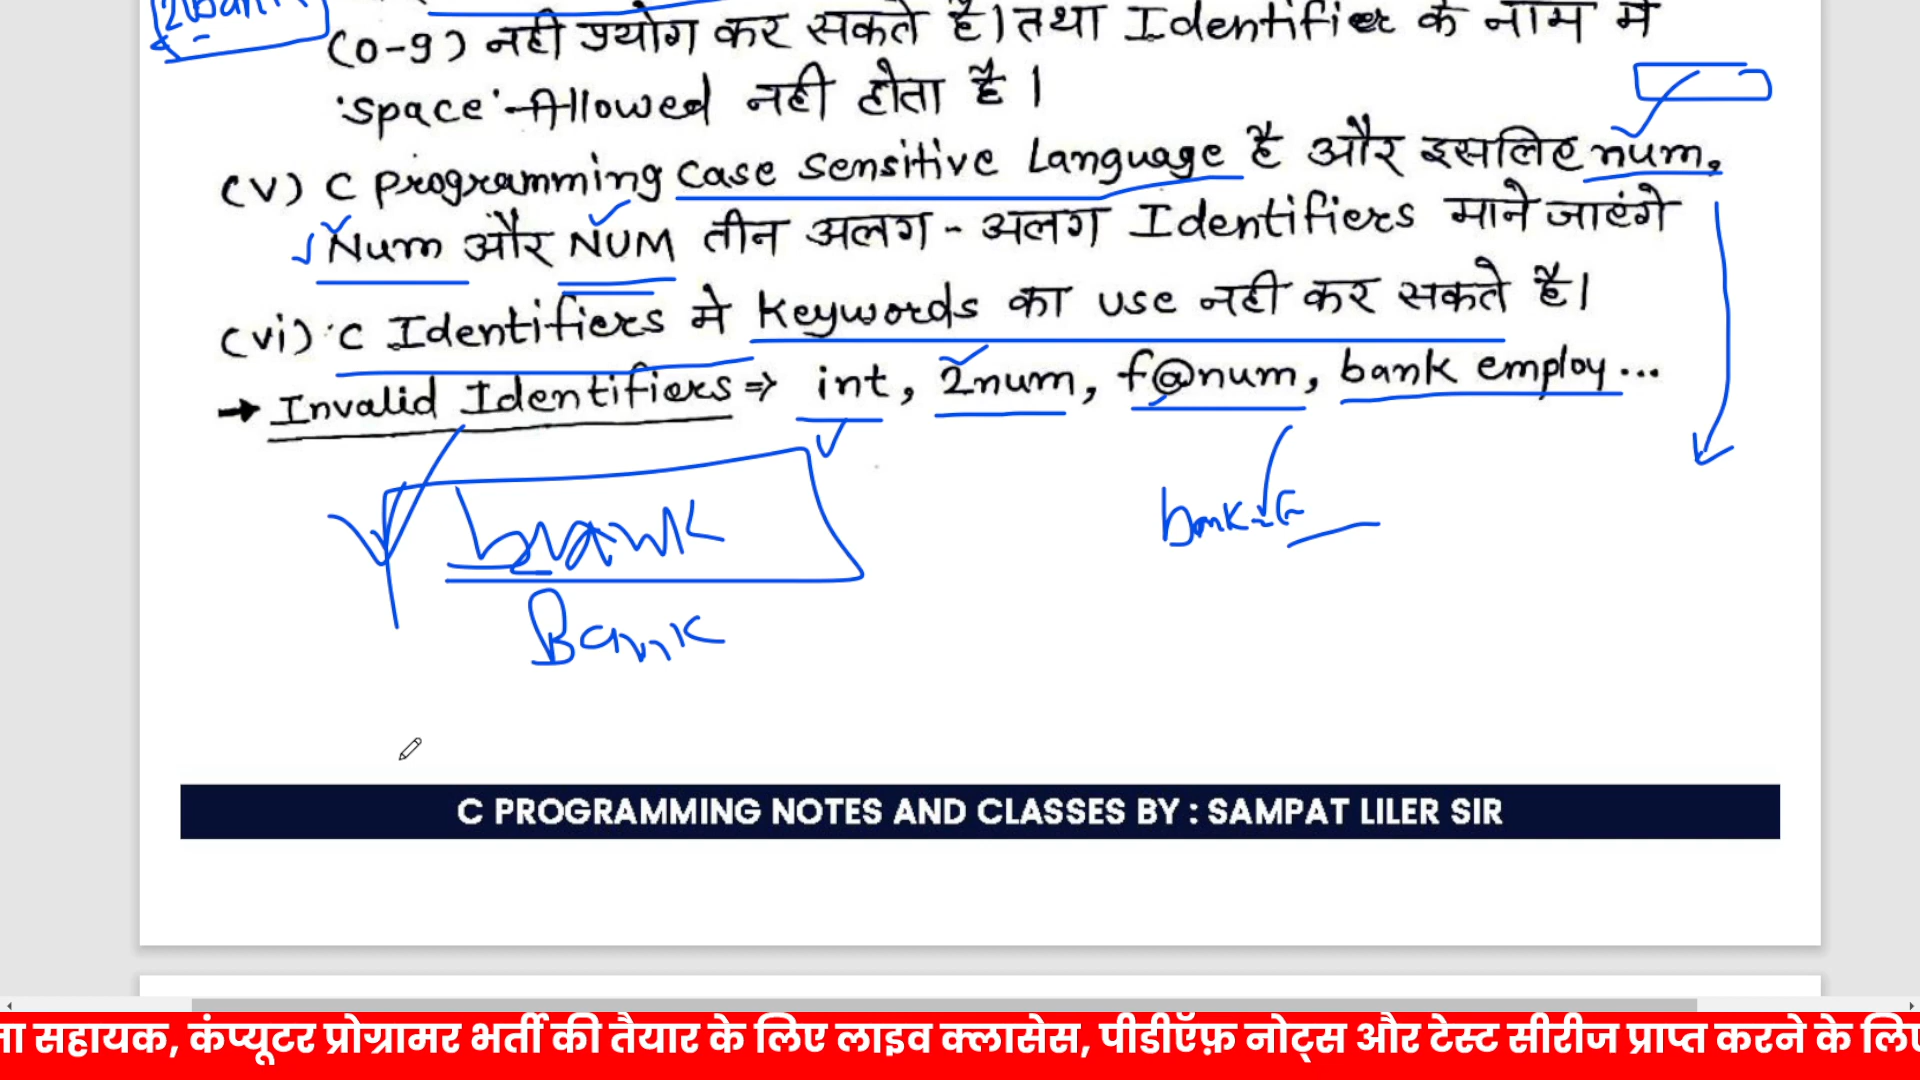 2Ban
(0-9) नही प्रयोग कर सकते है। तथा Identifier के नाम मे
'space' Allowed नही होता है।
(v) C programming case sensitive Language है और इसलिए num,
Num और NUM तीन अलग-अलग Identifiers माने जाएंगे
(vi) C Identifiers मे keywords का use नही कर सकते है।
→ Invalid Identifiers ⇒ int, 2num, f@num, bank employ...
Bank
C PROGRAMMING NOTES AND CLASSES BY : SAMPAT LILER SIR
सहायक, कंप्यूटर प्रोग्रामर भर्ती की तैयार के लिए लाइव क्लासेस, पीडीऍफ़ नोट्स और टेस्ट सीरीज प्राप्त करने के लिए